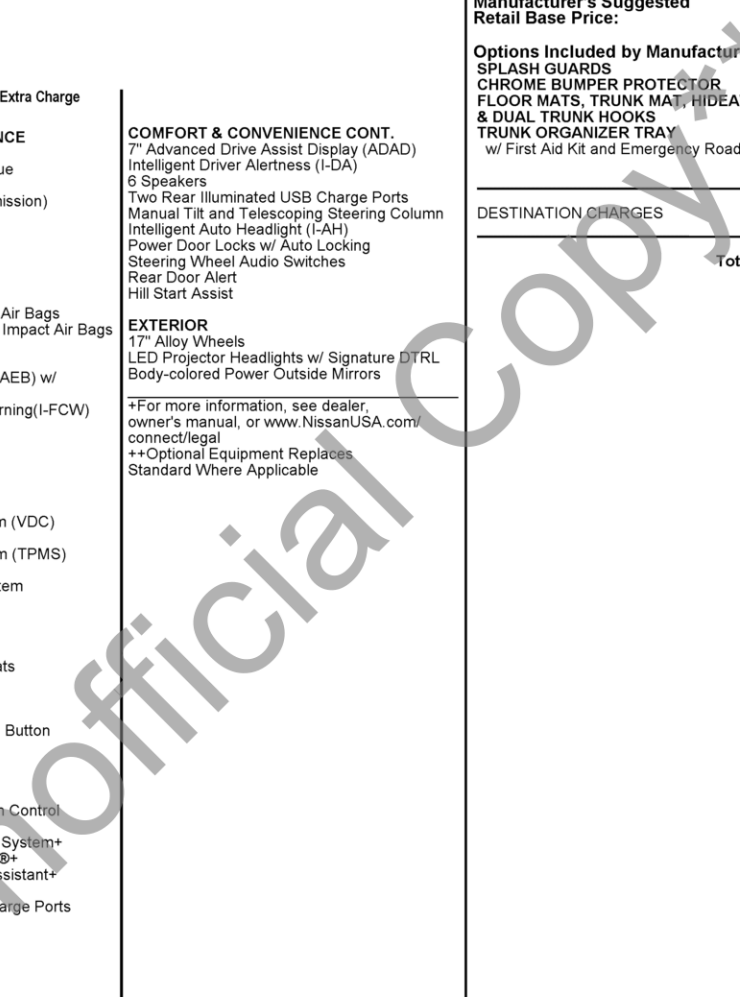 Extra Charge
NCE
ue
ission)
Air Bags
Impact Air Bags
AEB) w/
rning(I-FCW)
m (VDC)
m (TPMS)
tem
ats
Button
n Control
System+
®+
ssistant+
arge Ports
COMFORT & CONVENIENCE CONT.
7" Advanced Drive Assist Display (ADAD)
Intelligent Driver Alertness (I-DA)
6 Speakers
Two Rear Illuminated USB Charge Ports
Manual Tilt and Telescoping Steering Column
Intelligent Auto Headlight (I-AH)
Power Door Locks w/ Auto Locking
Steering Wheel Audio Switches
Rear Door Alert
Hill Start Assist
EXTERIOR
17" Alloy Wheels
LED Projector Headlights w/ Signature DTRL
Body-colored Power Outside Mirrors
+For more information, see dealer,
owner's manual, or www.NissanUSA.com/
connect/legal
++Optional Equipment Replaces
Standard Where Applicable
Manufacturer's Suggested
Retail Base Price:
Options Included by Manufactur
SPLASH GUARDS
CHROME BUMPER PROTECTOR
FLOOR MATS, TRUNK MAT, HIDEA
& DUAL TRUNK HOOKS
TRUNK ORGANIZER TRAY
w/ First Aid Kit and Emergency Road
DESTINATION CHARGES
Tot
nofficial Copy**